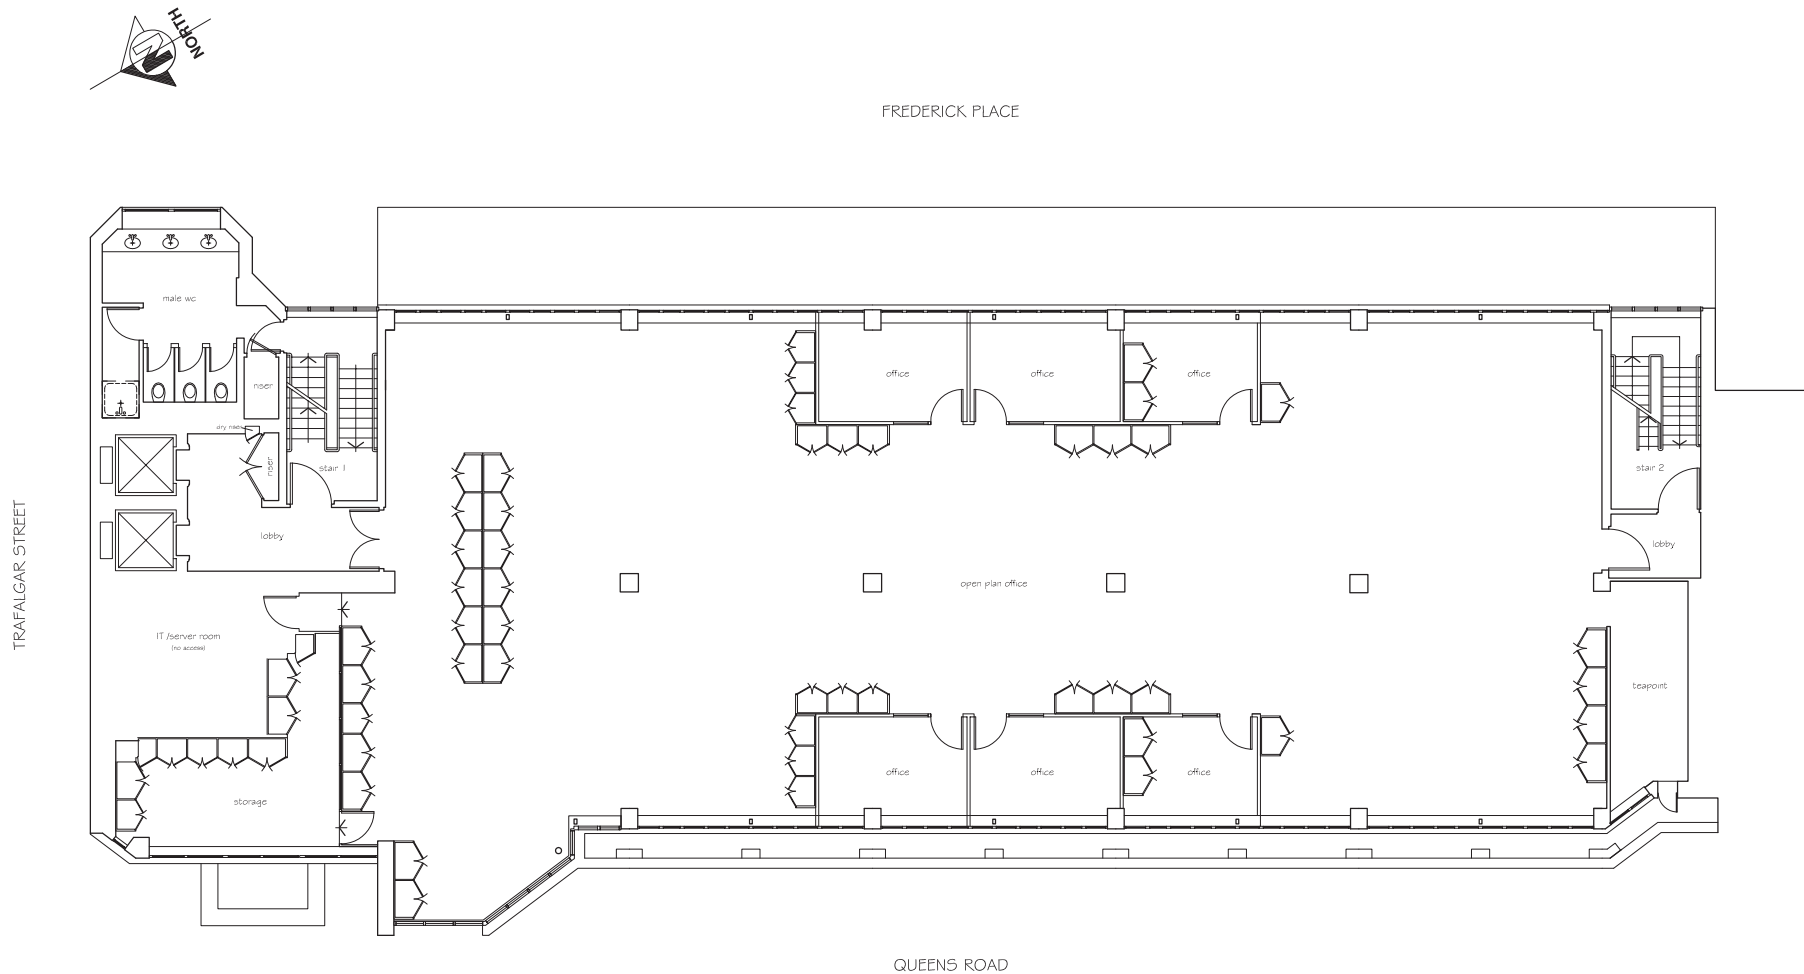 NORTH
N
FREDERICK PLACE
male wc
riser
office
office
office
dry riser
riser
stair 1
stair 2
lobby
lobby
TRAFALGAR STREET
open plan office
IT /server room
(no access)
teapoint
office
office
office
storage
QUEENS ROAD